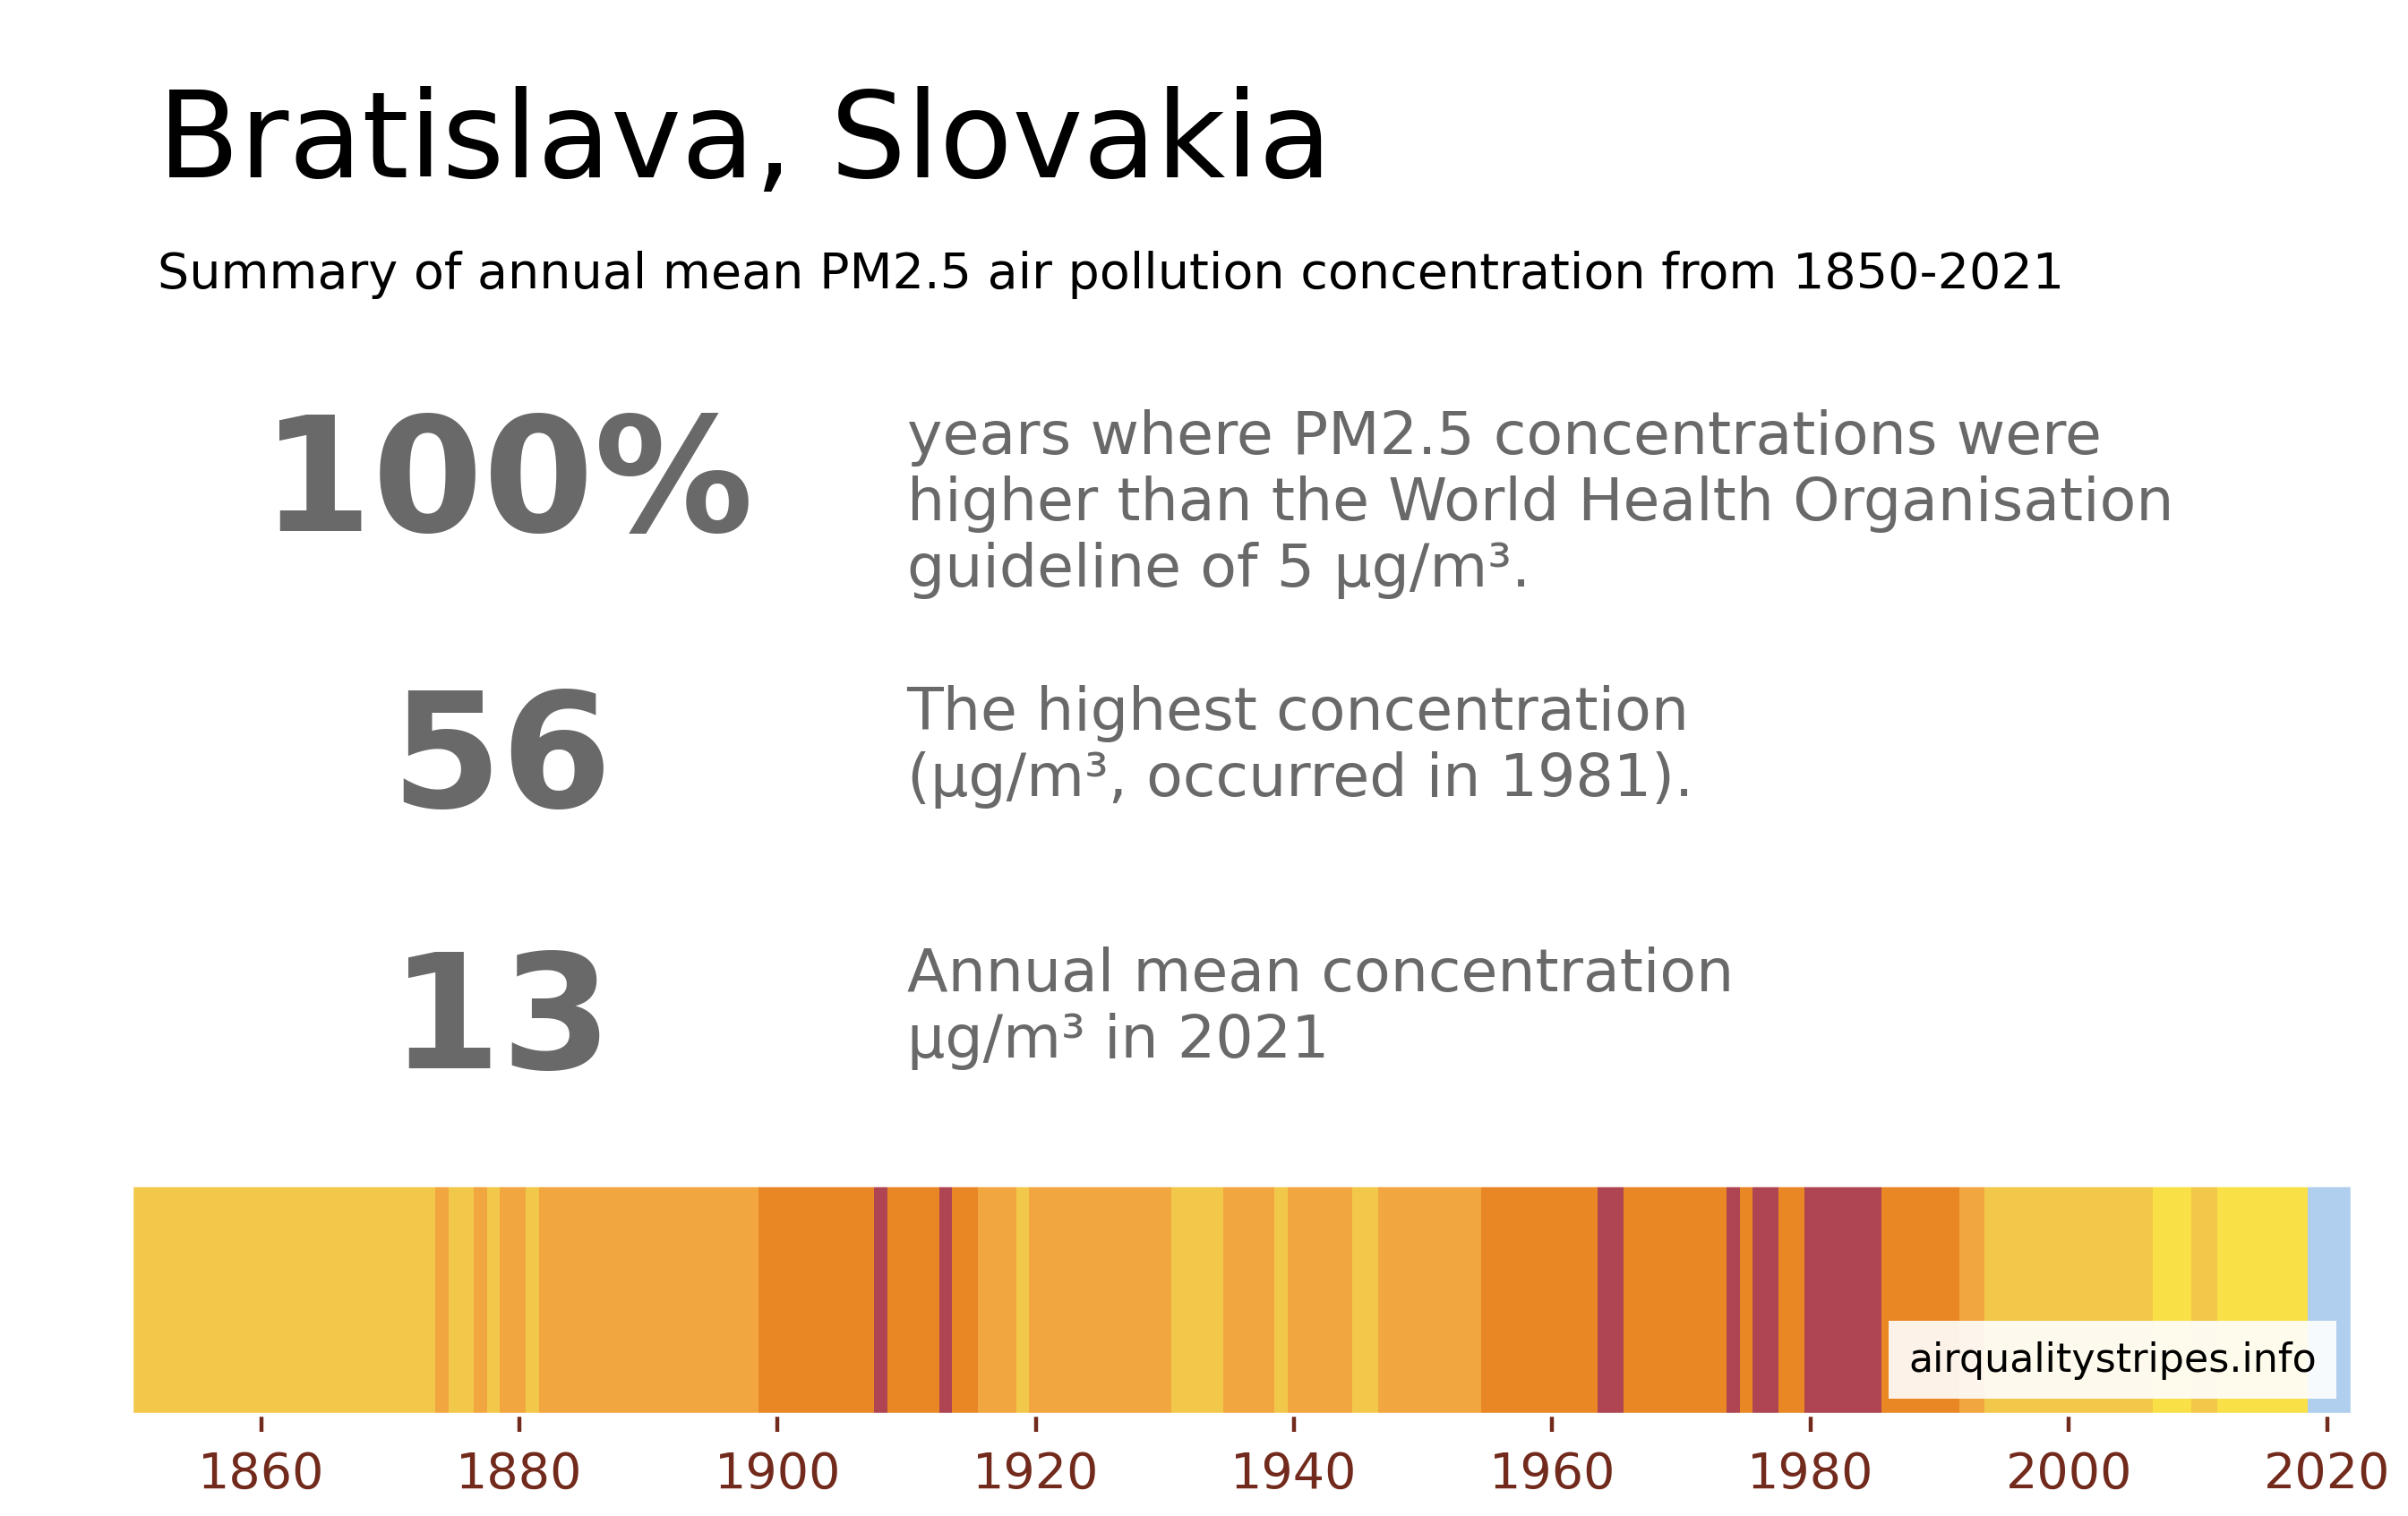 Bratislava, Slovakia
Summary of annual mean PM2.5 air pollution concentration from 1850-2021
100%
years where PM2.5 concentrations were
higher than the World Health Organisation
guideline of 5 µg/m³.
56
The highest concentration
(µg/m³, occurred in 1981).
13
Annual mean concentration
µg/m³ in 2021
airqualitystripes.info
1860 1880 1900 1920 1940 1960 1980 2000 2020